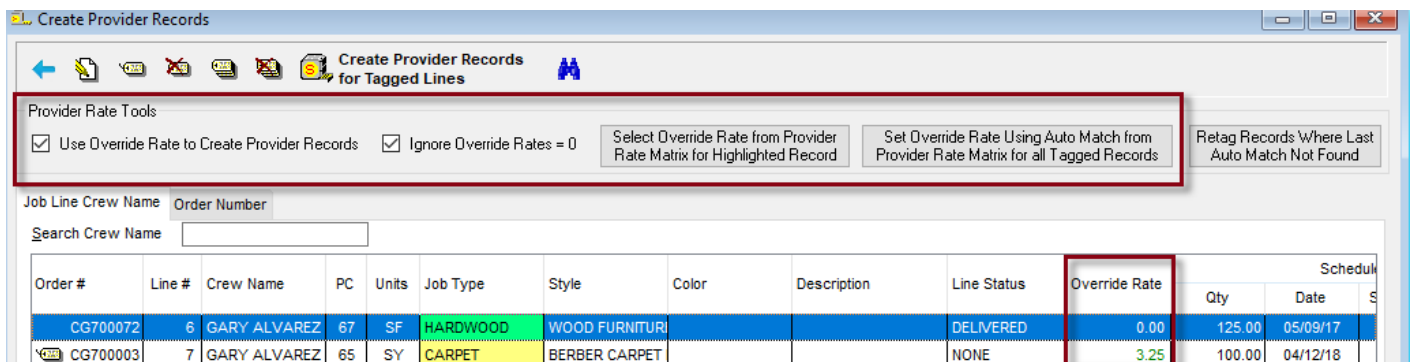 Create Provider Records
Create Provider Records
for Tagged Lines
Provider Rate Tools
Use Override Rate to Create Provider Records
Ignore Override Rates = 0
Select Override Rate from Provider
Rate Matrix for Highlighted Record
Set Override Rate Using Auto Match from
Provider Rate Matrix for all Tagged Records
Retag Records Where Last
Auto Match Not Found
Job Line Crew Name Order Number
Search Crew Name
Schedul
Order # Line # Crew Name PC Units Job Type Style Color Description Line Status Override Rate
Qty Date S
CG700072 6 GARY ALVAREZ 67 SF HARDWOOD WOOD FURNITUR DELIVERED 0.00 125.00 05/09/17
CG700003 7 GARY ALVAREZ 65 SY CARPET BERBER CARPET NONE 3.25 100.00 04/12/18